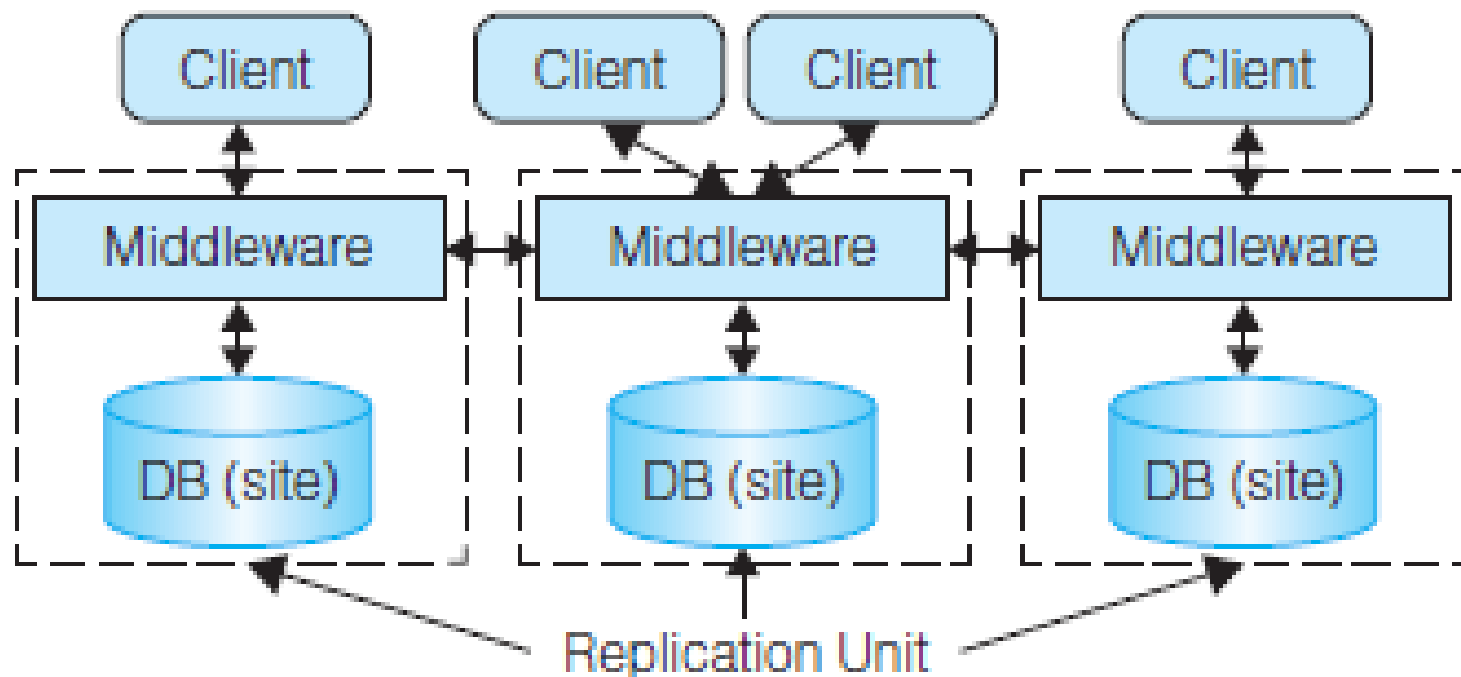 Client Client Client Client
Middleware Middleware Middleware
DB (site) DB (site) DB (site)
Replication Unit